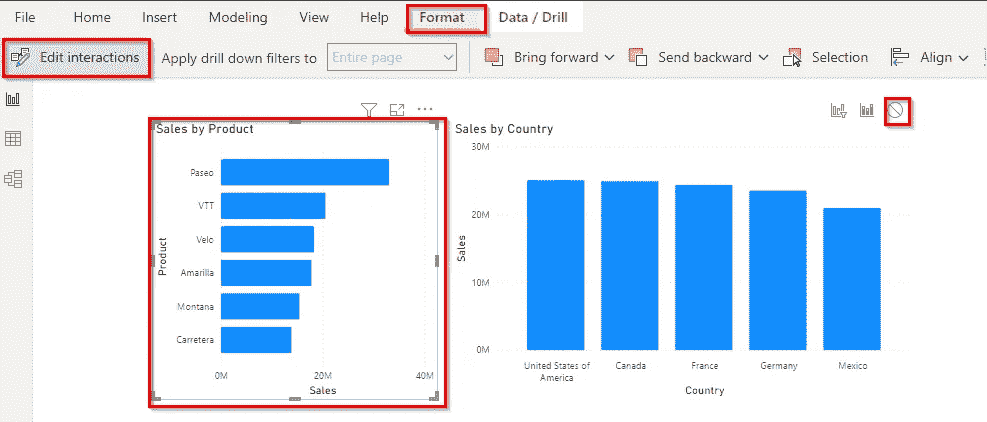 File Home Insert Modeling View Help Format Data / Drill
Edit interactions Apply drill down filters to Entire page Bring forward Send backward Selection Align
Sales by Product
Product
Paseo
VTT
Velo
Amarilla
Montana
Carretera
0M 20M 40M
Sales
Sales by Country
Sales
30M
20M
10M
0M
United States of
America
Canada France Germany Mexico
Country